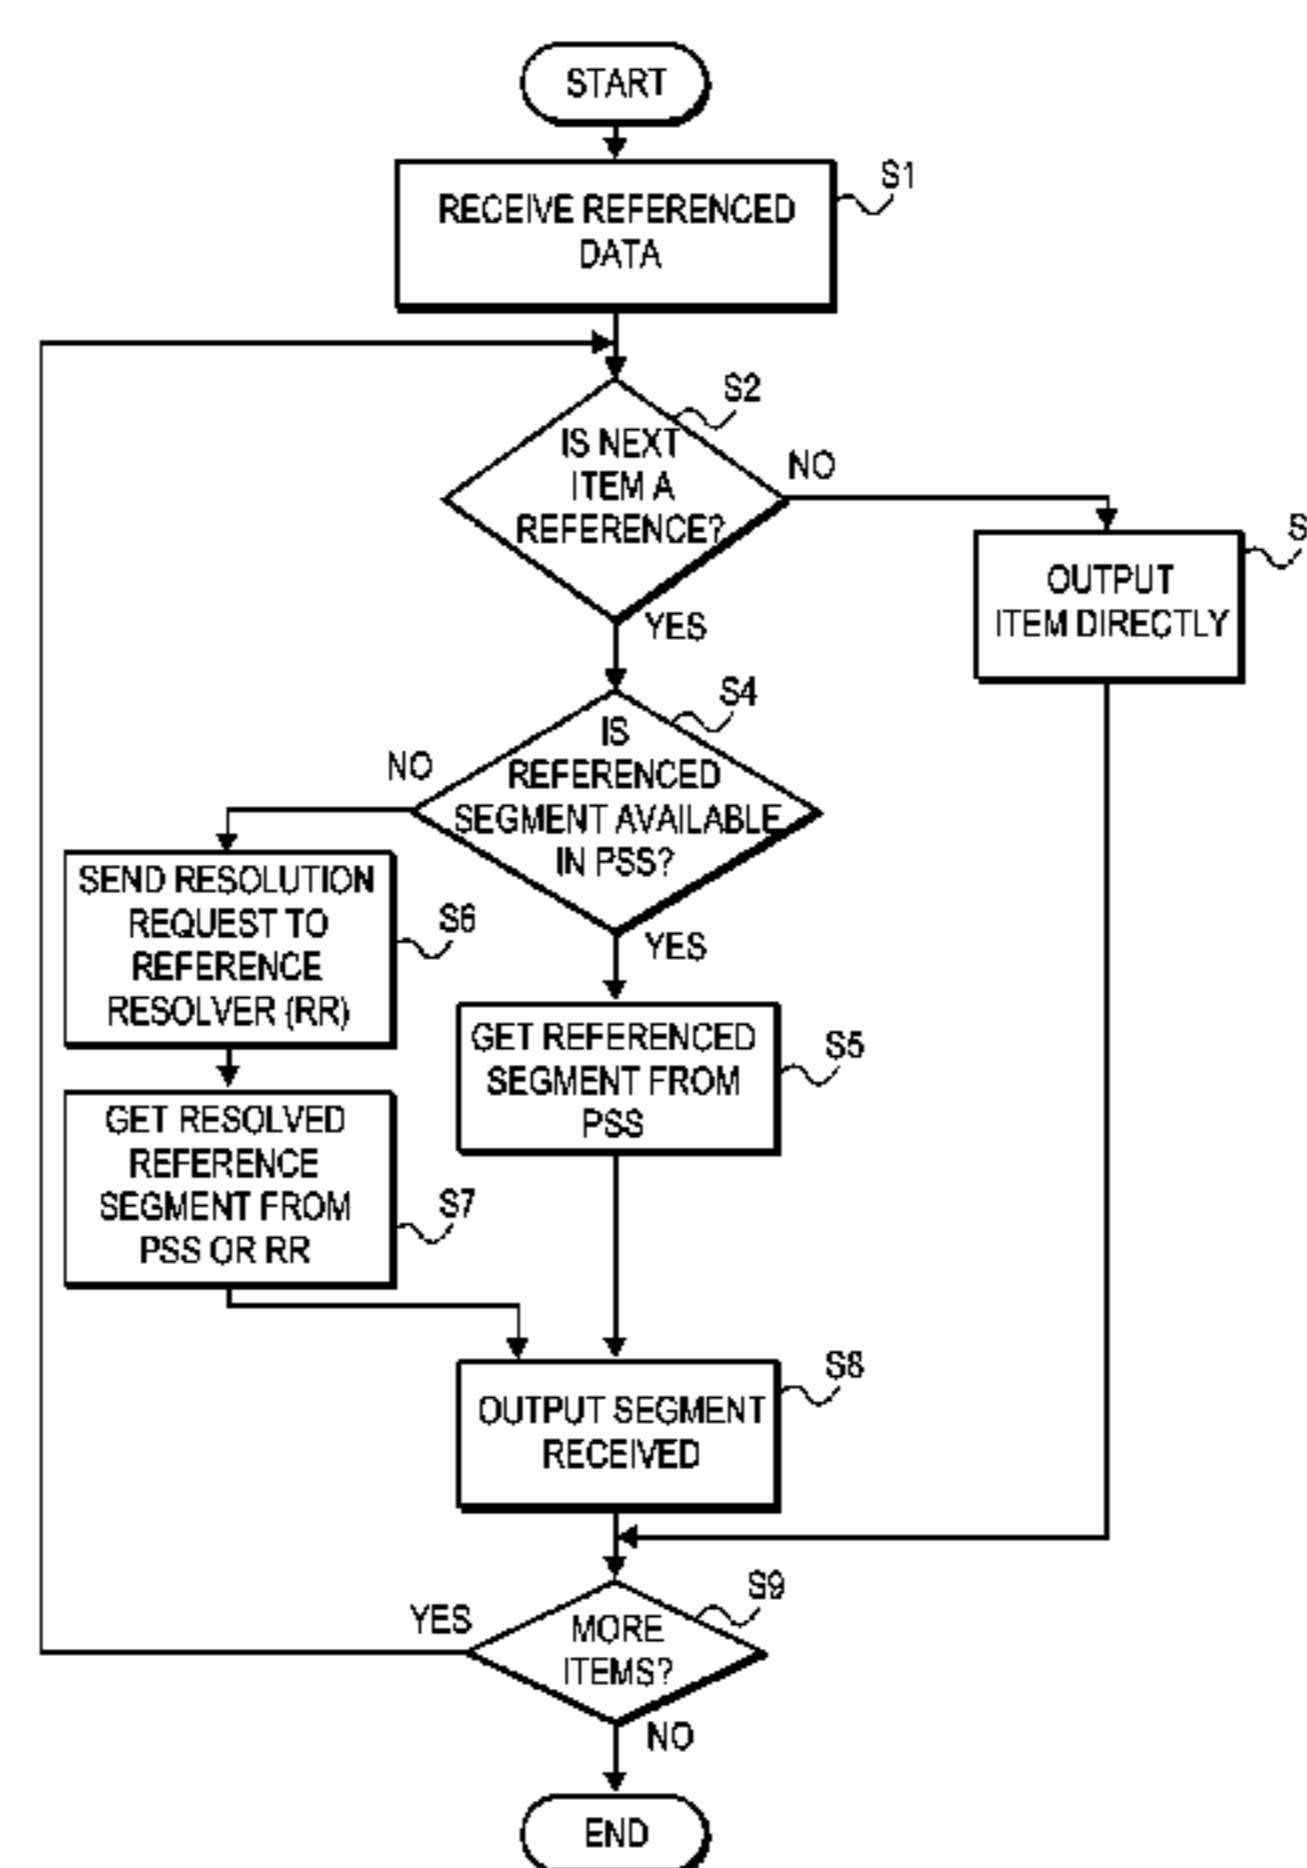 START
S1
RECEIVE REFERENCED
DATA
S2
IS NEXT
ITEM A
REFERENCE?
NO
S
OUTPUT
ITEM DIRECTLY
YES
S4
IS
REFERENCED
SEGMENT AVAILABLE
IN PSS?
NO
YES
SEND RESOLUTION
REQUEST TO
REFERENCE
RESOLVER (RR)
S6
GET REFERENCED
SEGMENT FROM
PSS
S5
GET RESOLVED
REFERENCE
SEGMENT FROM
PSS OR RR
S7
OUTPUT SEGMENT
RECEIVED
S8
S9
MORE
ITEMS?
YES
NO
END